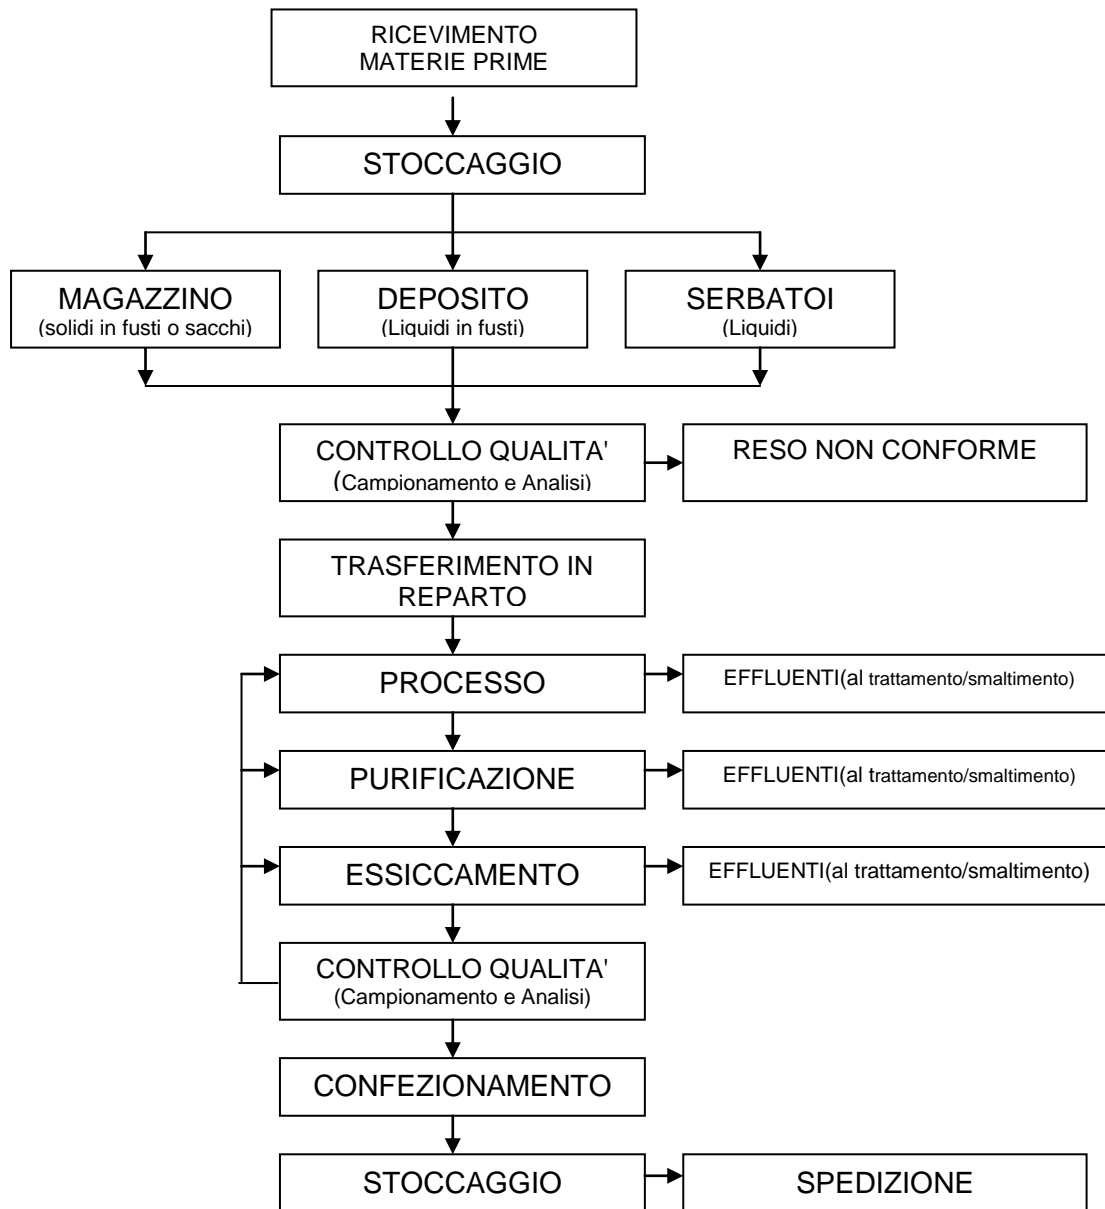 RICEVIMENTO
MATERIE PRIME
STOCCAGGIO
MAGAZZINO
(solidi in fusti o sacchi)
DEPOSITO
(Liquidi in fusti)
SERBATOI
(Liquidi)
CONTROLLO QUALITA'
(Campionamento e Analisi)
RESO NON CONFORME
TRASFERIMENTO IN
REPARTO
PROCESSO
EFFLUENTI(al trattamento/smaltimento)
PURIFICAZIONE
EFFLUENTI(al trattamento/smaltimento)
ESSICCAMENTO
EFFLUENTI(al trattamento/smaltimento)
CONTROLLO QUALITA'
(Campionamento e Analisi)
CONFEZIONAMENTO
STOCCAGGIO
SPEDIZIONE